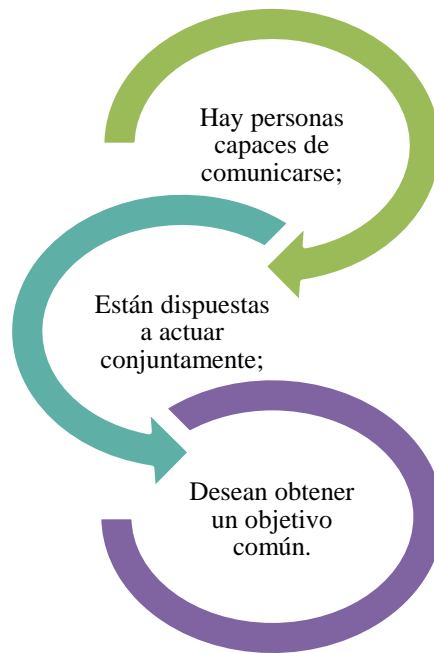 Hay personas
capaces de
comunicarse;
Están dispuestas
a actuar
conjuntamente;
Desean obtener
un objetivo
común.